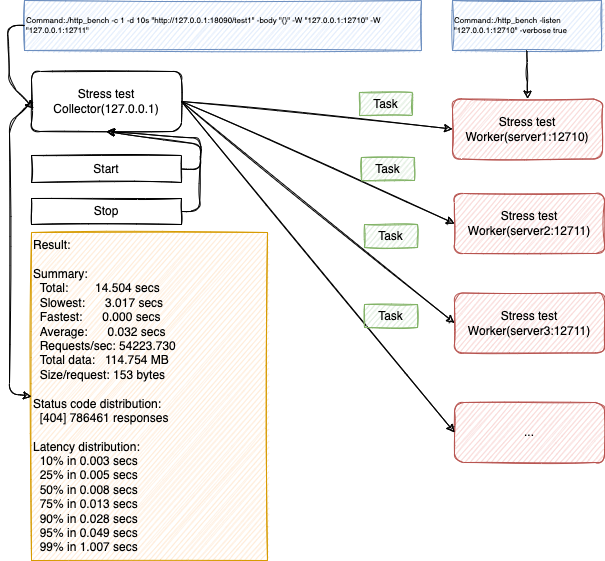 Command:./http_bench -c 1 -d 10s "http://127.0.0.1:18090/test1" -body "{}" -W "127.0.0.1:12710" -W
"127.0.0.1:12711"
Command:./http_bench -listen
"127.0.0.1:12710" -verbose true
Stress test
Collector(127.0.0.1)
Start
Stop
Task
Task
Task
Task
Stress test
Worker(server1:12710)
Stress test
Worker(server2:12711)
Stress test
Worker(server3:12711)
...
Result:
Summary:
Total: 14.504 secs
Slowest: 3.017 secs
Fastest: 0.000 secs
Average: 0.032 secs
Requests/sec: 54223.730
Total data: 114.754 MB
Size/request: 153 bytes
Status code distribution:
[404] 786461 responses
Latency distribution:
10% in 0.003 secs
25% in 0.005 secs
50% in 0.008 secs
75% in 0.013 secs
90% in 0.028 secs
95% in 0.049 secs
99% in 1.007 secs